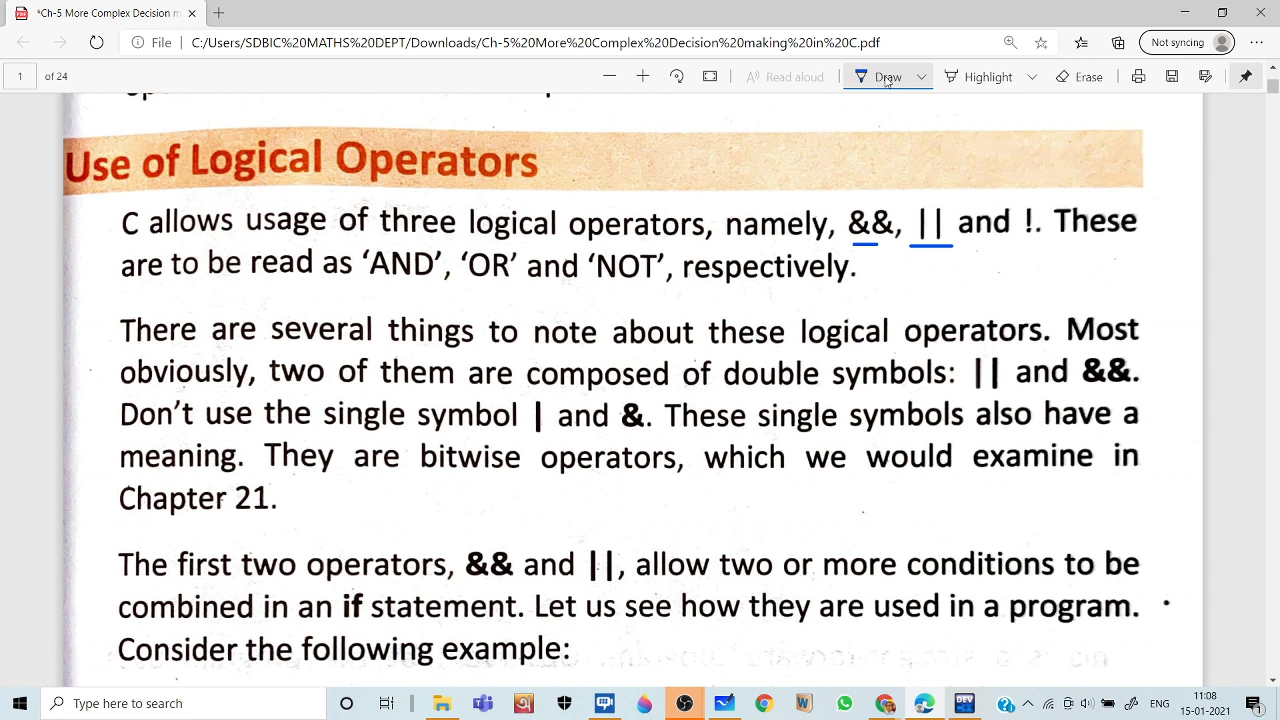 *Ch-5 More Complex Decision m
File
C:/Users/SDBIC%20MATHS%20DEPT/Downloads/Ch-5%20More%20Complex%20Decision%20making%20in%20C.pdf
Not syncing
1 of 24
Read aloud
Draw
Highlight
Erase
Use of Logical Operators
C allows usage of three logical operators, namely, &&, || and !. These
are to be read as ‘AND’, ‘OR’ and ‘NOT’, respectively.
There are several things to note about these logical operators. Most
obviously, two of them are composed of double symbols: || and &&.
Don’t use the single symbol | and &. These single symbols also have a
meaning. They are bitwise operators, which we would examine in
Chapter 21.
The first two operators, && and ||, allow two or more conditions to be
combined in an if statement. Let us see how they are used in a program.
Consider the following example:
Type here to search
DEV
ENG
11:08
15-01-2021